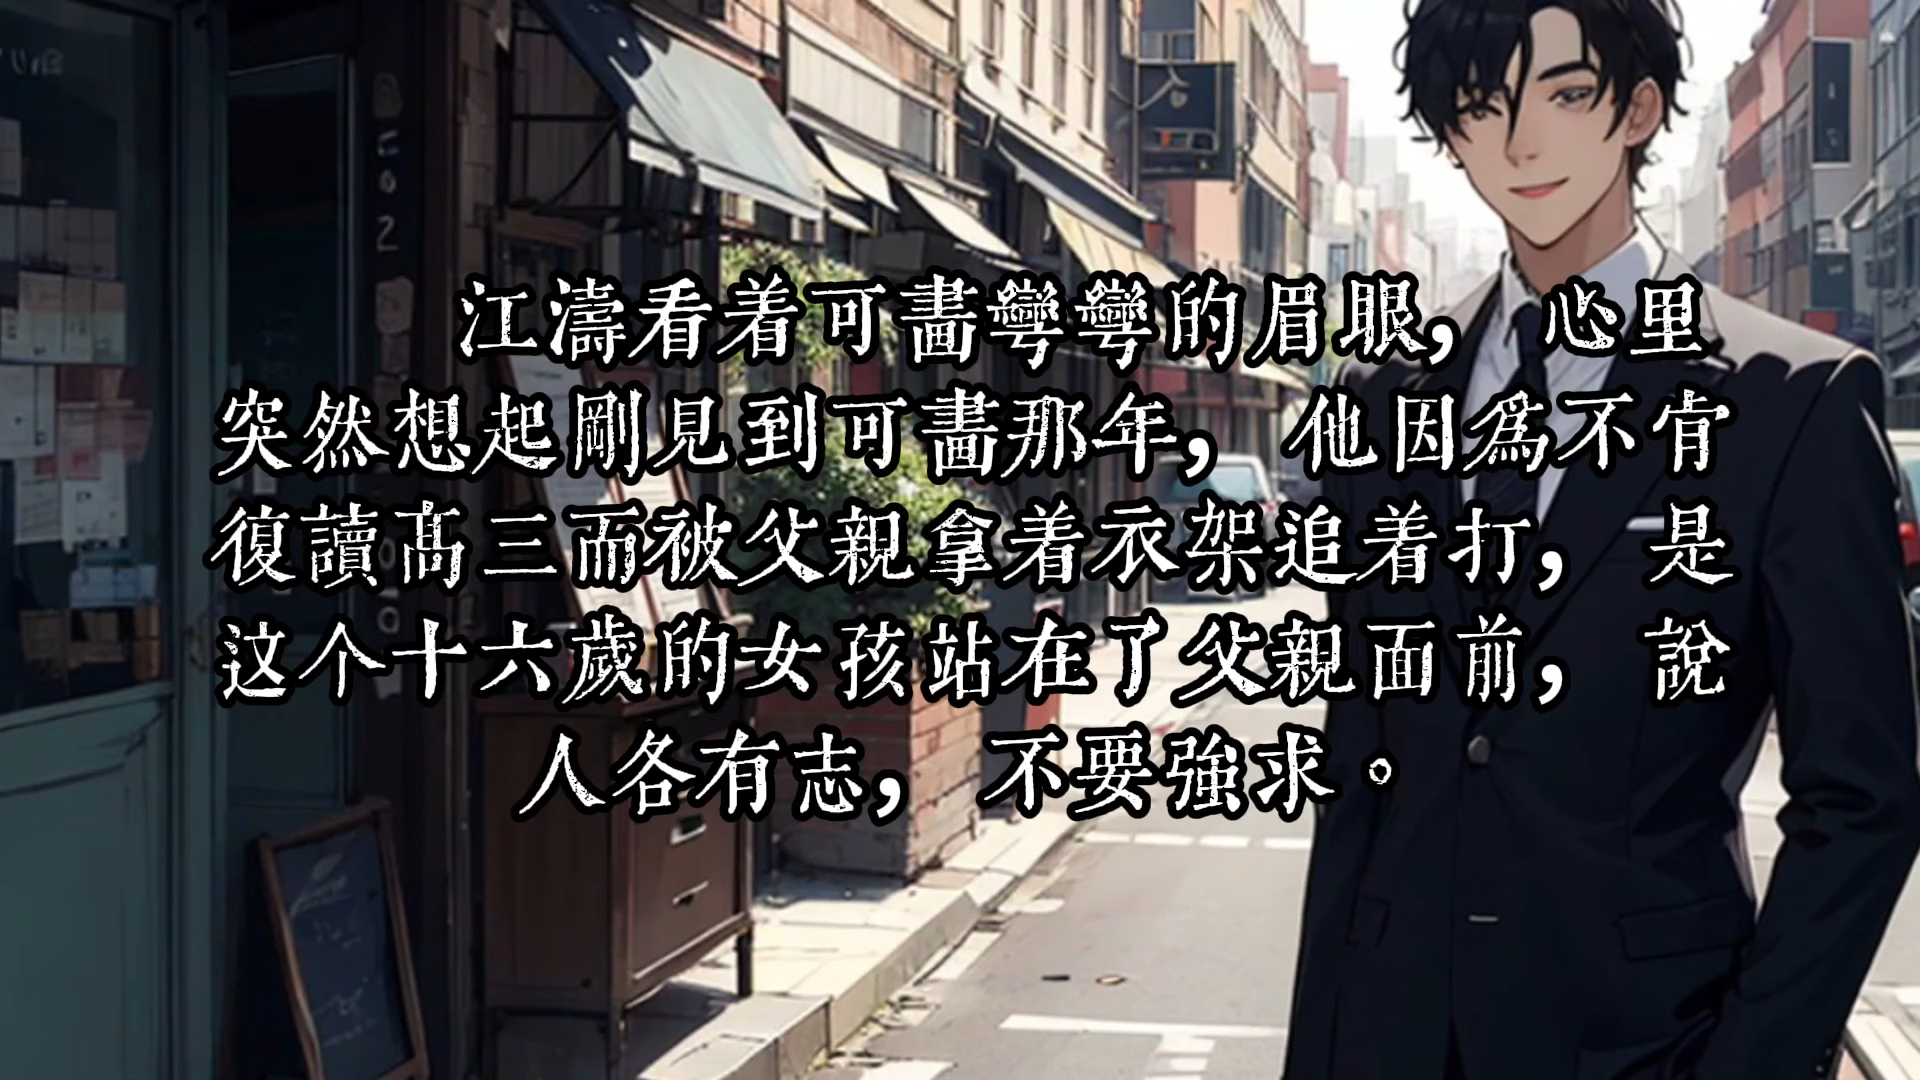 江濤看着可畵彎彎的眉眼，心里
突然想起剛見到可畵那年，他因爲不肯
復讀髙三而被父親拿着衣架追着打，是
这个十六歲的女孩站在了父親面前，說
人各有志，不要強求。